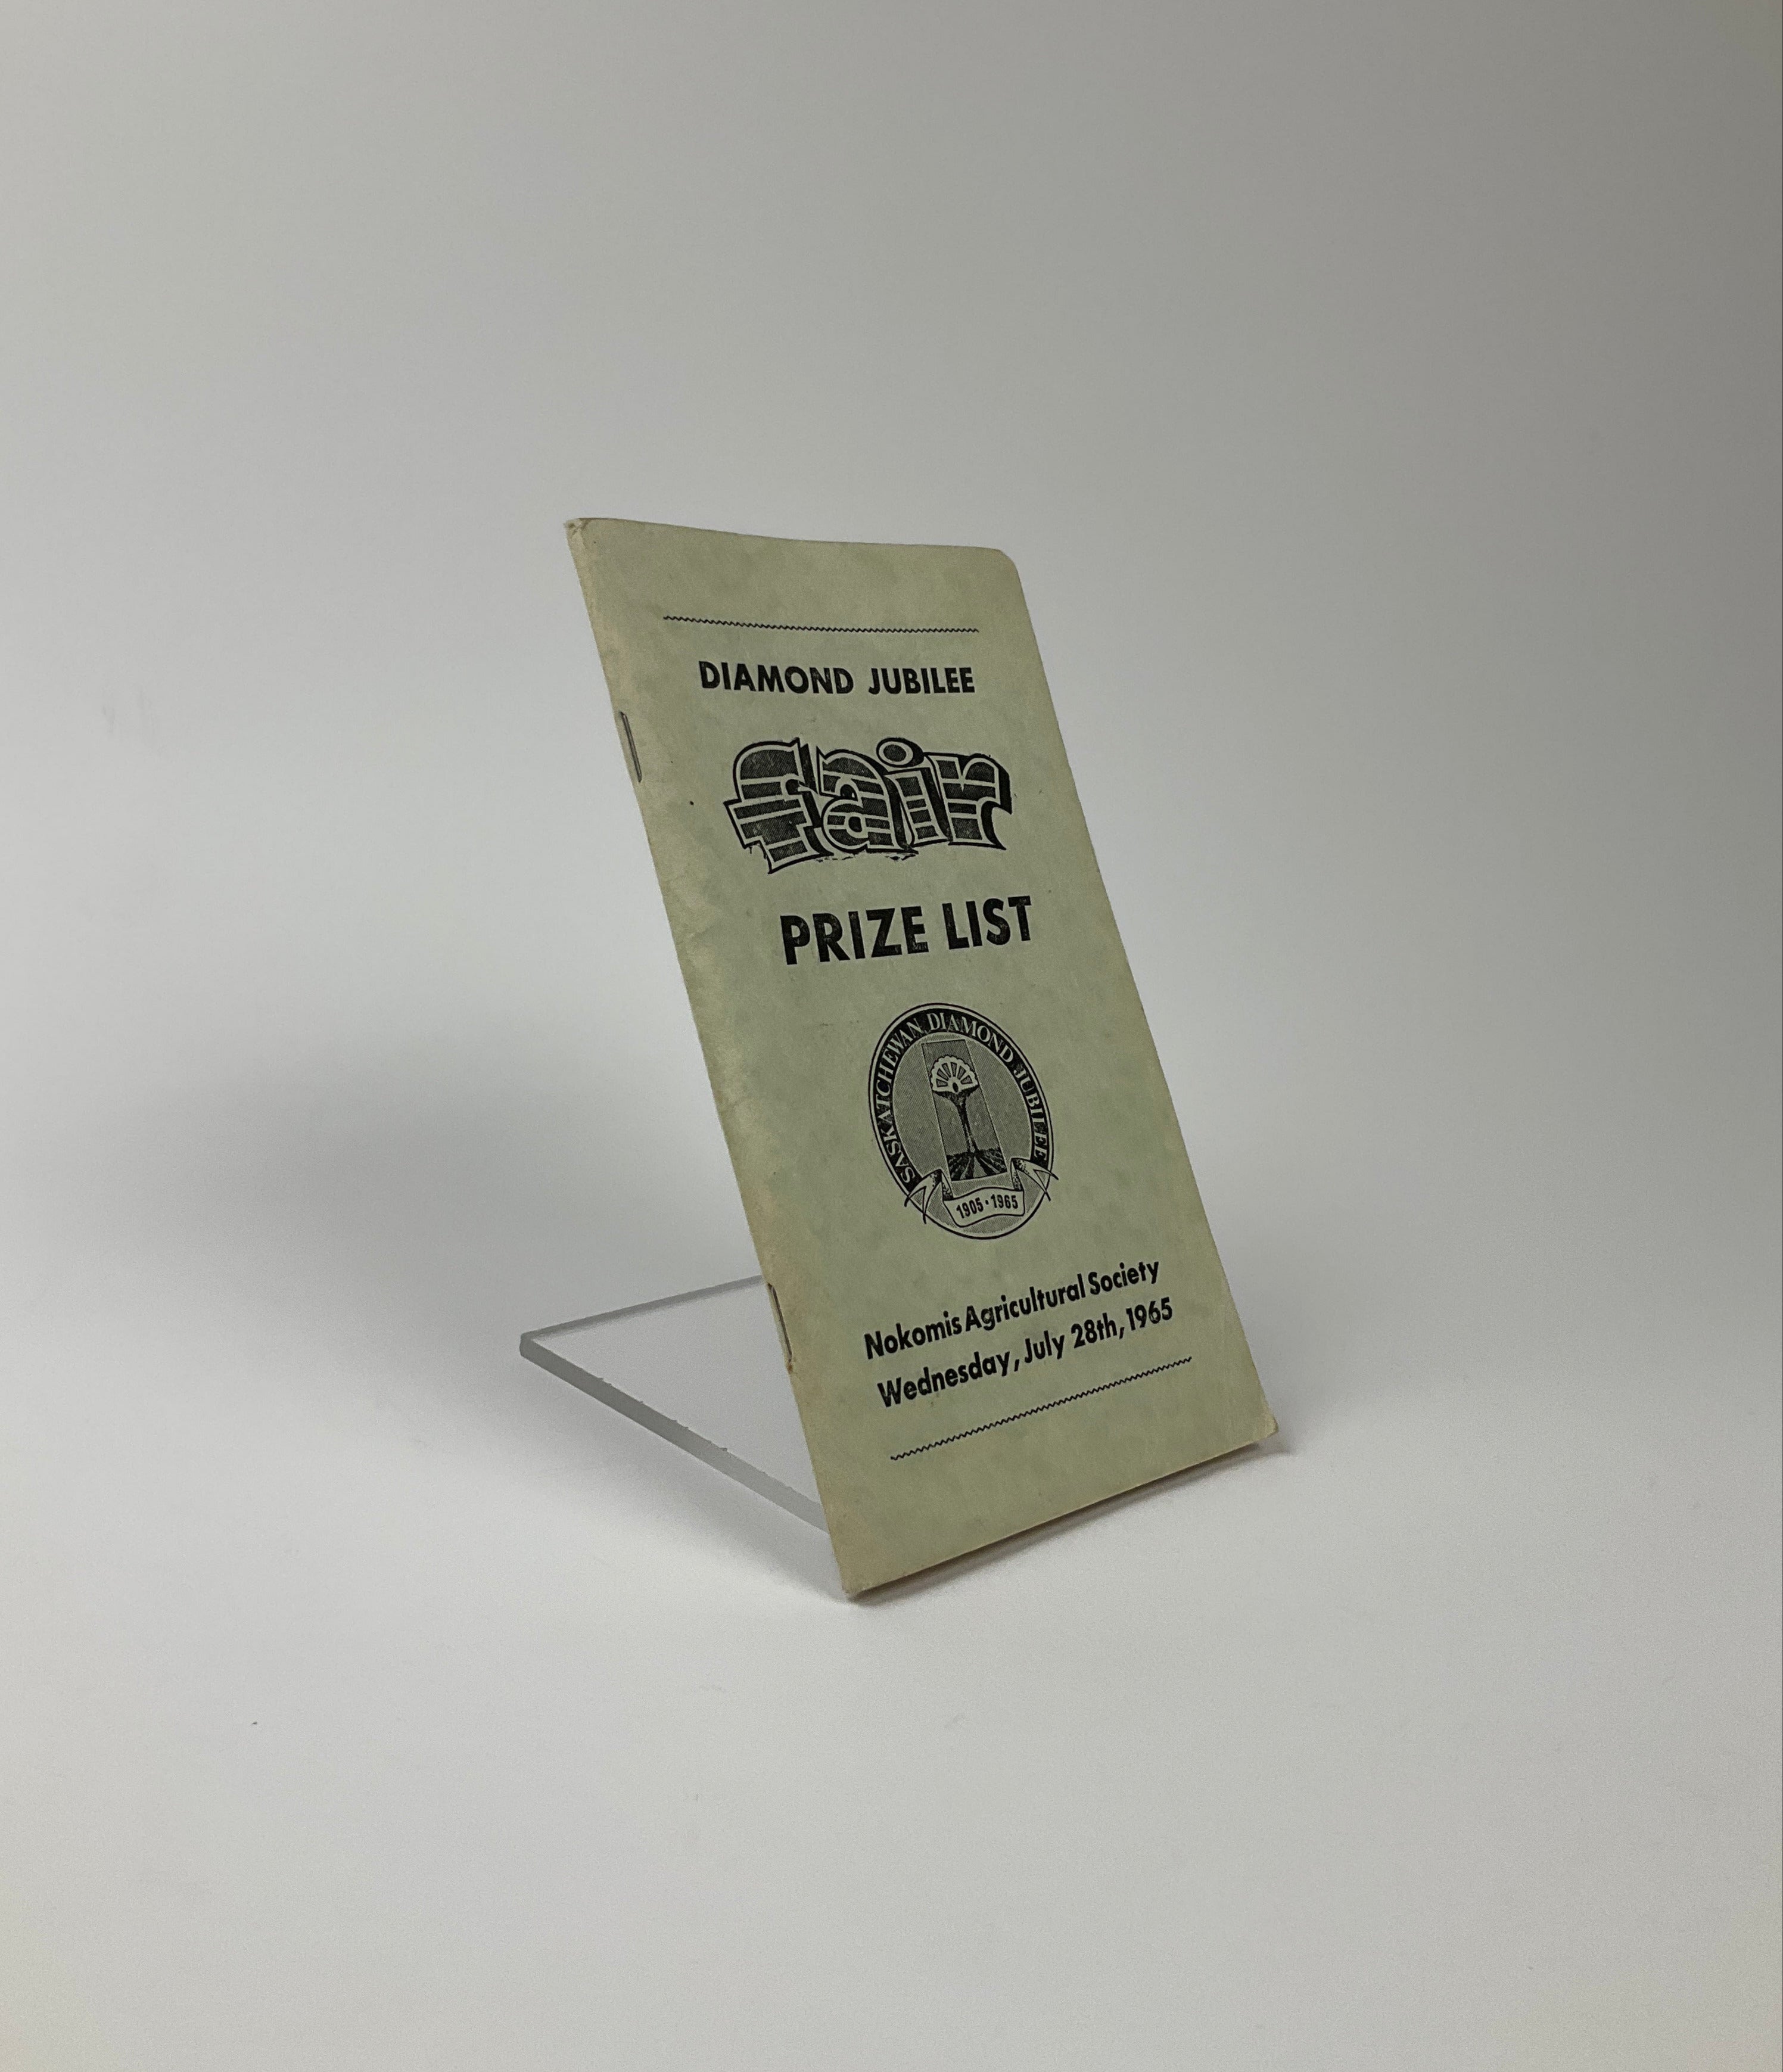 DIAMOND JUBILEE
fair
PRIZE LIST
SASKATCHEWAN DIAMOND JUBILEE
1905 · 1965
Nokomis Agricultural Society
Wednesday, July 28th, 1965